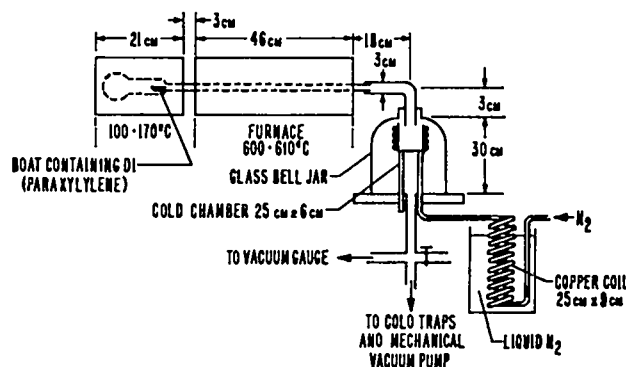 3 CM
21 CM
46 CM
18 CM
3 CM
3 CM
100 - 170°C
FURNACE
600 - 610°C
30 CM
BOAT CONTAINING DI
(PARAXYLYLENE)
GLASS BELL JAR
COLD CHAMBER 25 CM x 6 CM
N2
TO VACUUM GAUGE
COPPER COIL
25 CM x 9 CM
LIQUID N2
TO COLD TRAPS
AND MECHANICAL
VACUUM PUMP